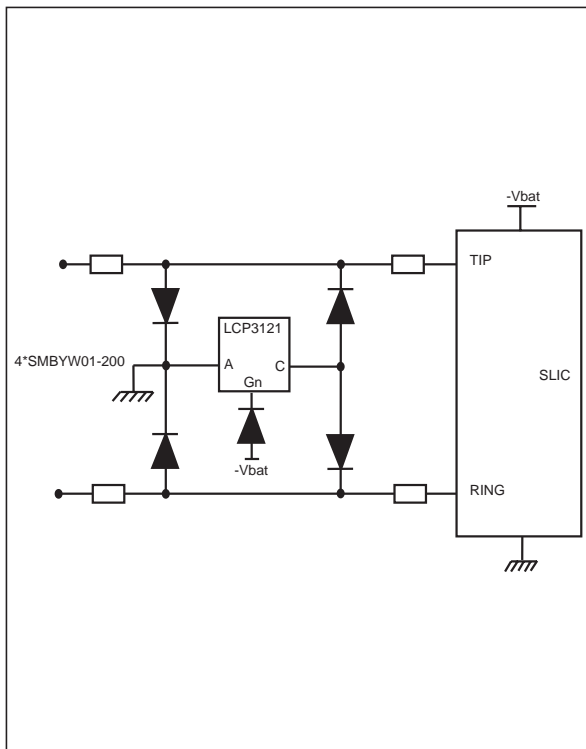 -Vbat
TIP
LCP3121
4*SMBYW01-200
A
C
Gn
SLIC
-Vbat
RING